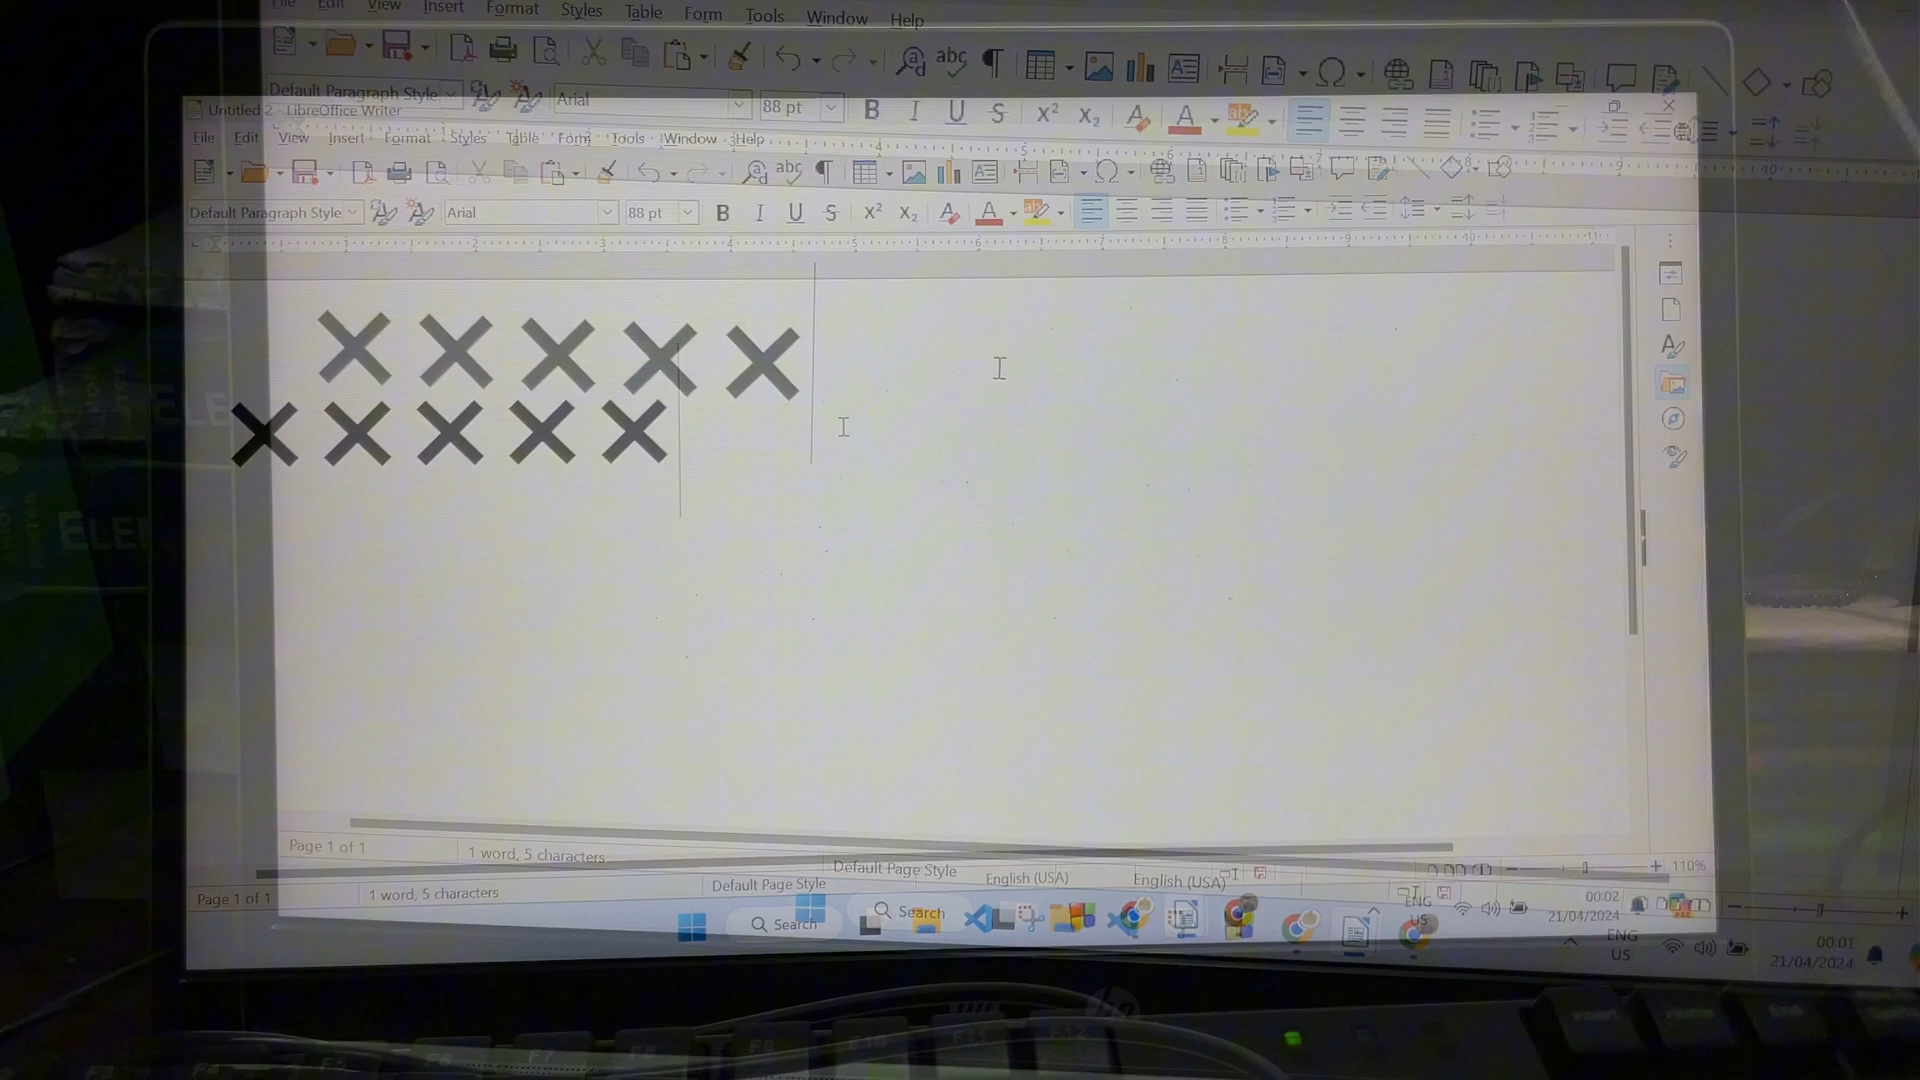 File Edit View Insert Format Styles Table Form Tools Window Help
Default Paragraph Style Arial 88 pt B I U S X² X₂
Untitled 2 - LibreOffice Writer
File Edit View Insert Format Styles Table Form Tools Window Help
Default Paragraph Style Arial 88 pt B I U S X² X₂
✕✕✕✕✕
✕✕✕✕✕
Page 1 of 1 1 word, 5 characters Default Page Style English (USA) 110%
Page 1 of 1 1 word, 5 characters Default Page Style English (USA)
Search ENG US 00:02 21/04/2024
Search ENG US 00:01 21/04/2024